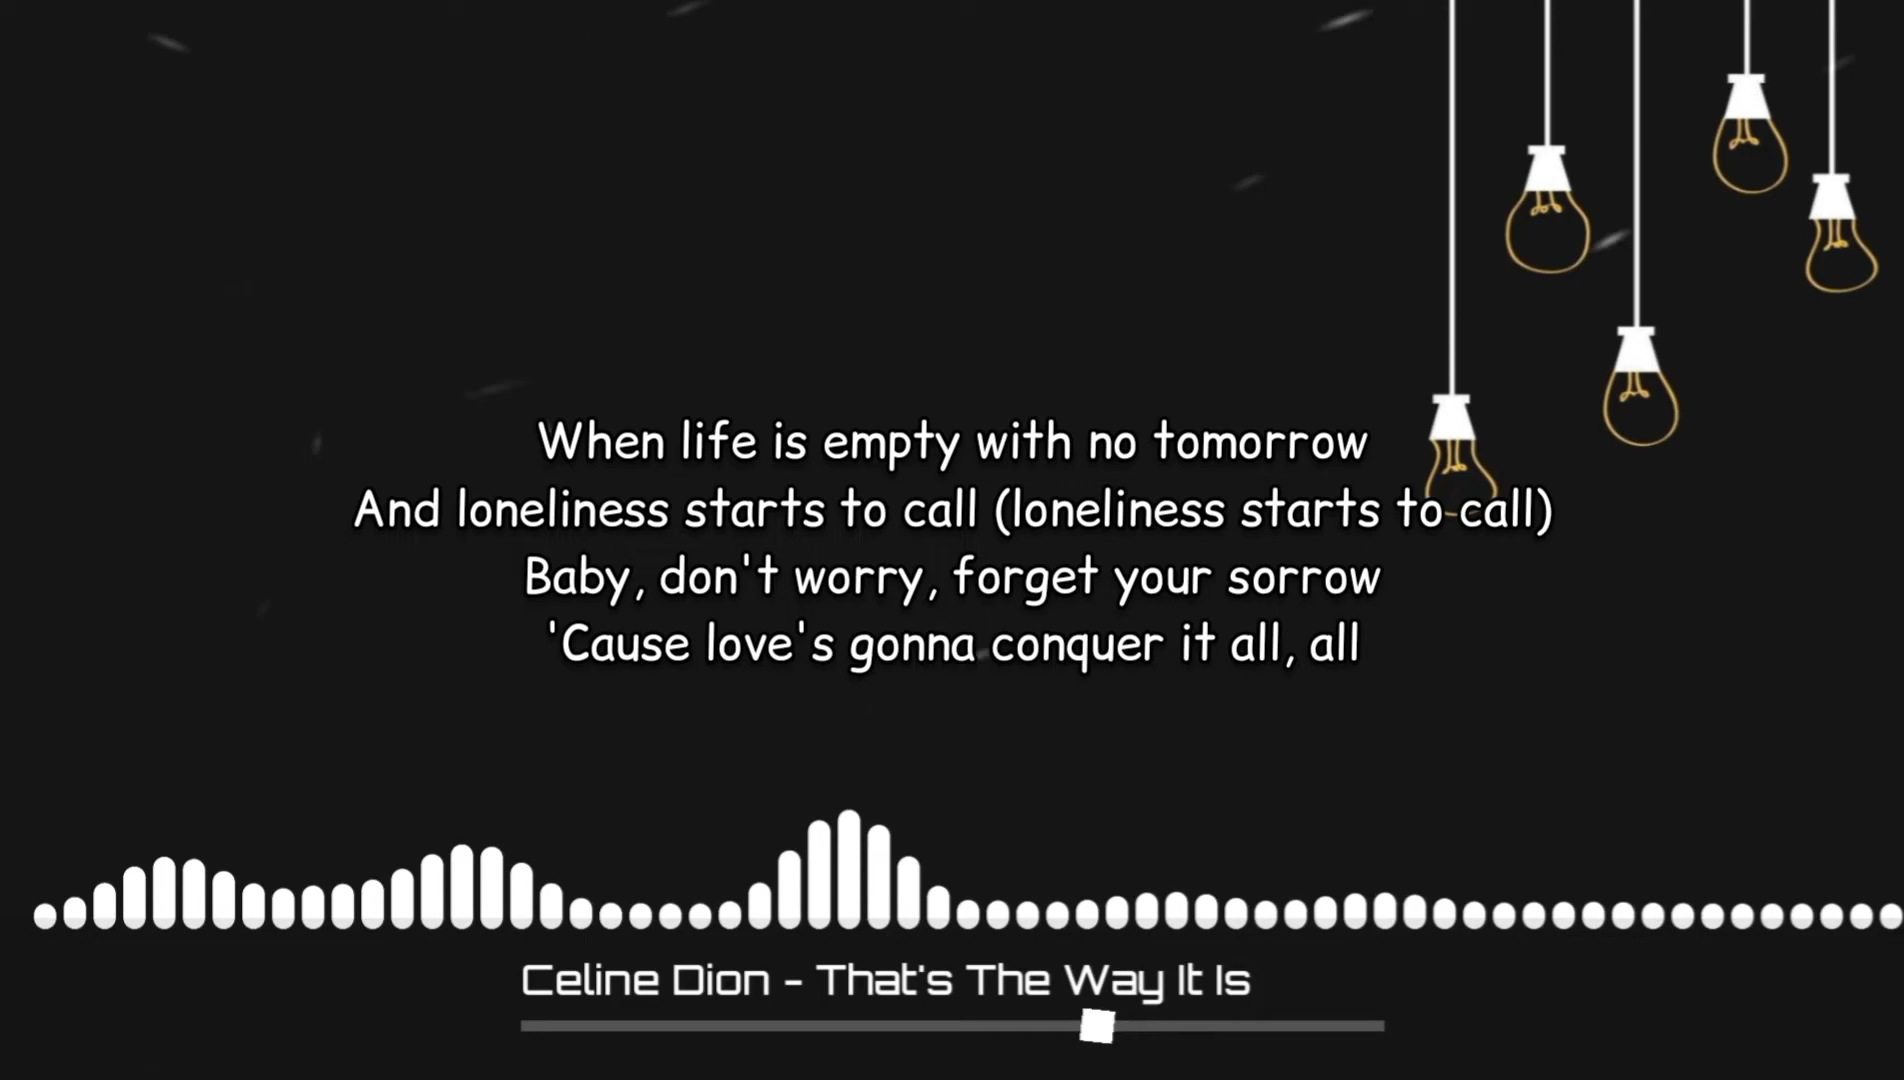 When life is empty with no tomorrow
And loneliness starts to call (loneliness starts to call)
Baby, don't worry, forget your sorrow
'Cause love's gonna conquer it all, all
Celine Dion - That's The Way It Is